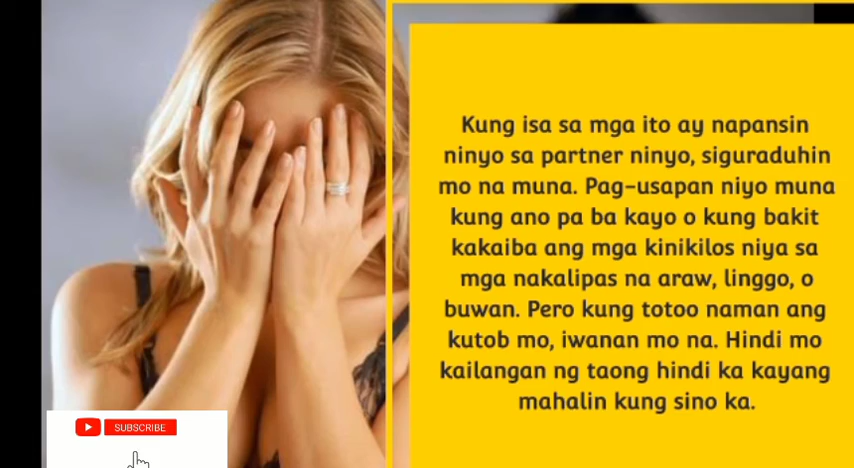 Kung isa sa mga ito ay napansin
ninyo sa partner ninyo, siguraduhin
mo na muna. Pag-usapan niyo muna
kung ano pa ba kayo o kung bakit
kakaiba ang mga kinikilos niya sa
mga nakalipas na araw, linggo, o
buwan. Pero kung totoo naman ang
kutob mo, iwanan mo na. Hindi mo
kailangan ng taong hindi ka kayang
mahalin kung sino ka.
SUBSCRIBE